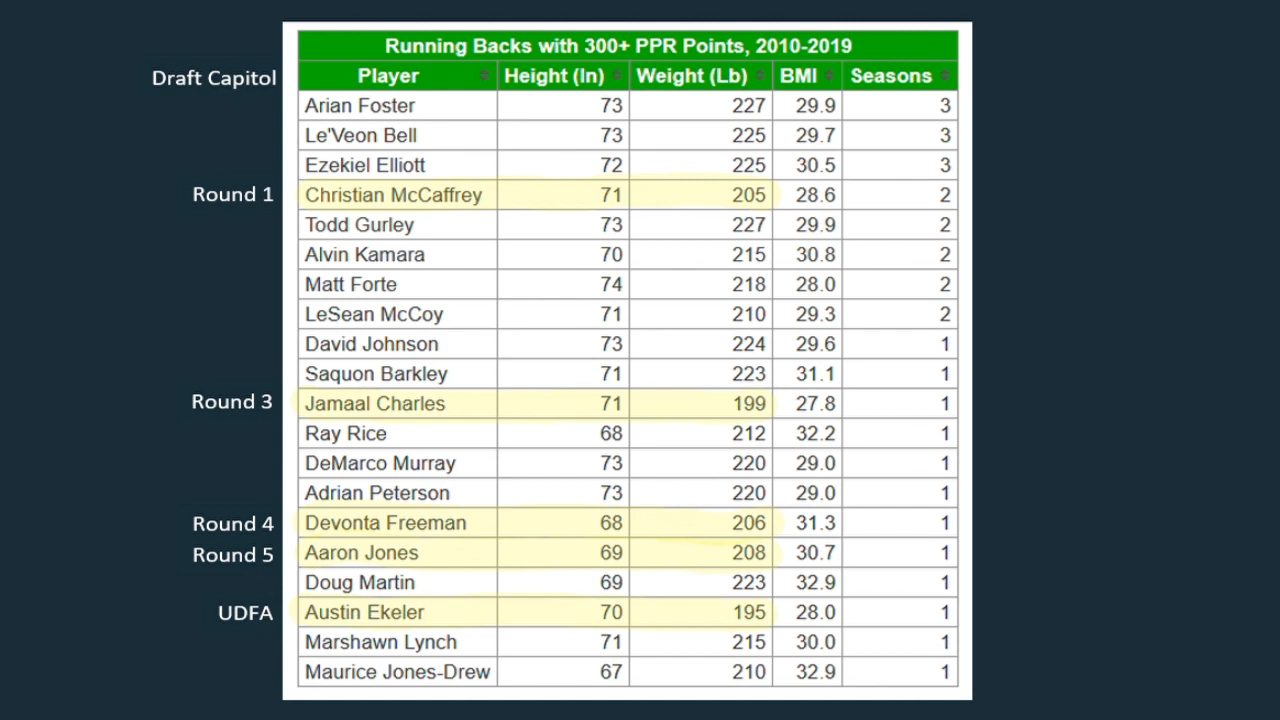 Running Backs with 300+ PPR Points, 2010-2019
Draft Capitol Player Height (In) Weight (Lb) BMI Seasons
Arian Foster 73 227 29.9 3
Le'Veon Bell 73 225 29.7 3
Ezekiel Elliott 72 225 30.5 3
Round 1 Christian McCaffrey 71 205 28.6 2
Todd Gurley 73 227 29.9 2
Alvin Kamara 70 215 30.8 2
Matt Forte 74 218 28.0 2
LeSean McCoy 71 210 29.3 2
David Johnson 73 224 29.6 1
Saquon Barkley 71 223 31.1 1
Round 3 Jamaal Charles 71 199 27.8 1
Ray Rice 68 212 32.2 1
DeMarco Murray 73 220 29.0 1
Adrian Peterson 73 220 29.0 1
Round 4 Devonta Freeman 68 206 31.3 1
Round 5 Aaron Jones 69 208 30.7 1
Doug Martin 69 223 32.9 1
UDFA Austin Ekeler 70 195 28.0 1
Marshawn Lynch 71 215 30.0 1
Maurice Jones-Drew 67 210 32.9 1